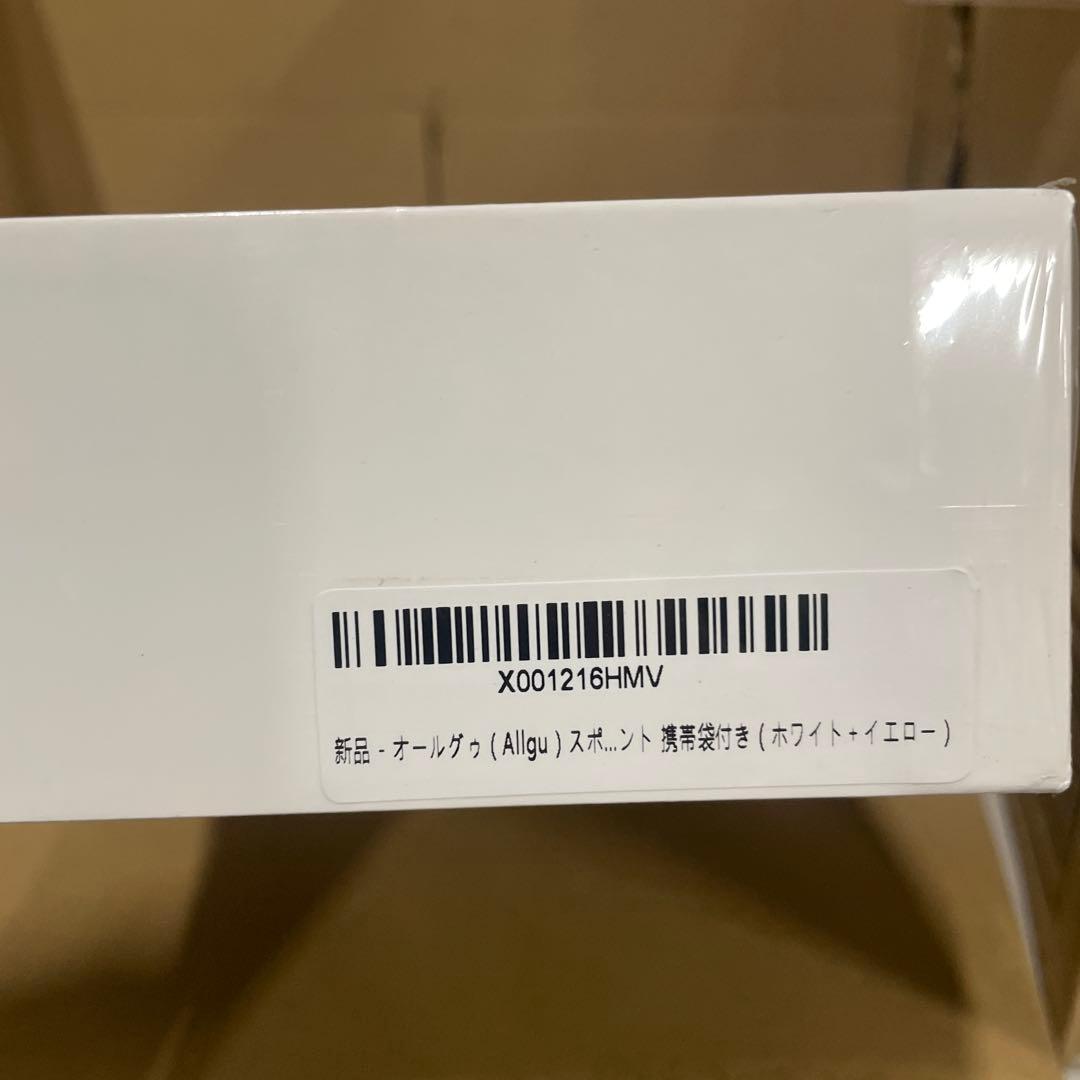 X001216HMV
新品 - オールグゥ ( Allgu ) スポ...ント 携帯袋付き ( ホワイト+イエロー )